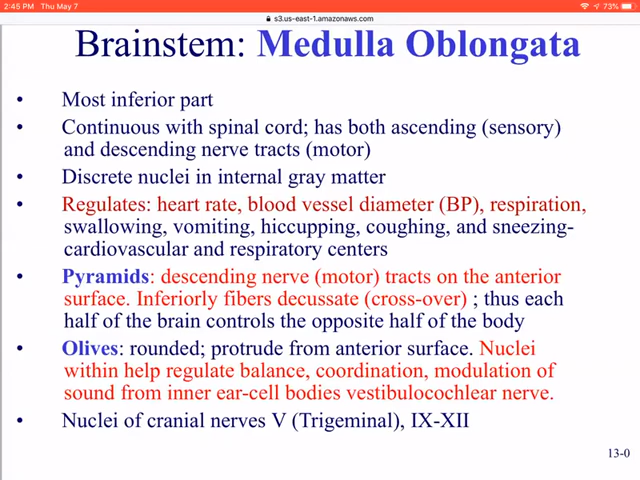 2:45 PM Thu May 7
73%
s3.us-east-1.amazonaws.com
Brainstem: Medulla Oblongata
• Most inferior part
• Continuous with spinal cord; has both ascending (sensory)
and descending nerve tracts (motor)
• Discrete nuclei in internal gray matter
• Regulates: heart rate, blood vessel diameter (BP), respiration,
swallowing, vomiting, hiccupping, coughing, and sneezing-
cardiovascular and respiratory centers
• Pyramids: descending nerve (motor) tracts on the anterior
surface. Inferiorly fibers decussate (cross-over) ; thus each
half of the brain controls the opposite half of the body
• Olives: rounded; protrude from anterior surface. Nuclei
within help regulate balance, coordination, modulation of
sound from inner ear-cell bodies vestibulocochlear nerve.
• Nuclei of cranial nerves V (Trigeminal), IX-XII
13-0